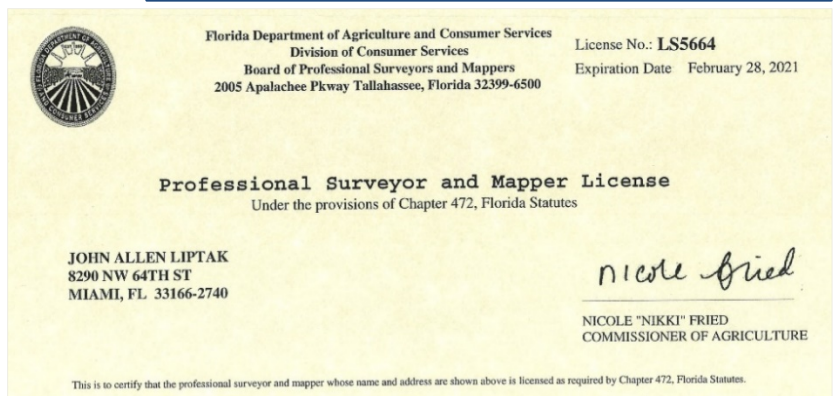 Florida Department of Agriculture and Consumer Services
Division of Consumer Services
Board of Professional Surveyors and Mappers
2005 Apalachee Pkway Tallahassee, Florida 32399-6500
License No.: LS5664
Expiration Date February 28, 2021
Professional Surveyor and Mapper License
Under the provisions of Chapter 472, Florida Statutes
JOHN ALLEN LIPTAK
8290 NW 64TH ST
MIAMI, FL 33166-2740
nicole fried
NICOLE "NIKKI" FRIED
COMMISSIONER OF AGRICULTURE
This is to certify that the professional surveyor and mapper whose name and address are shown above is licensed as required by Chapter 472, Florida Statutes.